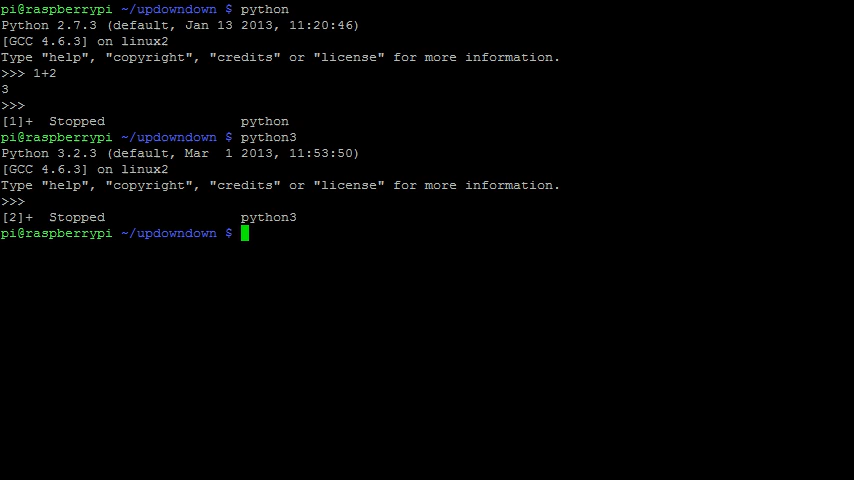 pi@raspberrypi ~/updowndown $ python
Python 2.7.3 (default, Jan 13 2013, 11:20:46)
[GCC 4.6.3] on linux2
Type "help", "copyright", "credits" or "license" for more information.
>>> 1+2
3
>>>
[1]+  Stopped                 python
pi@raspberrypi ~/updowndown $ python3
Python 3.2.3 (default, Mar  1 2013, 11:53:50)
[GCC 4.6.3] on linux2
Type "help", "copyright", "credits" or "license" for more information.
>>>
[2]+  Stopped                 python3
pi@raspberrypi ~/updowndown $